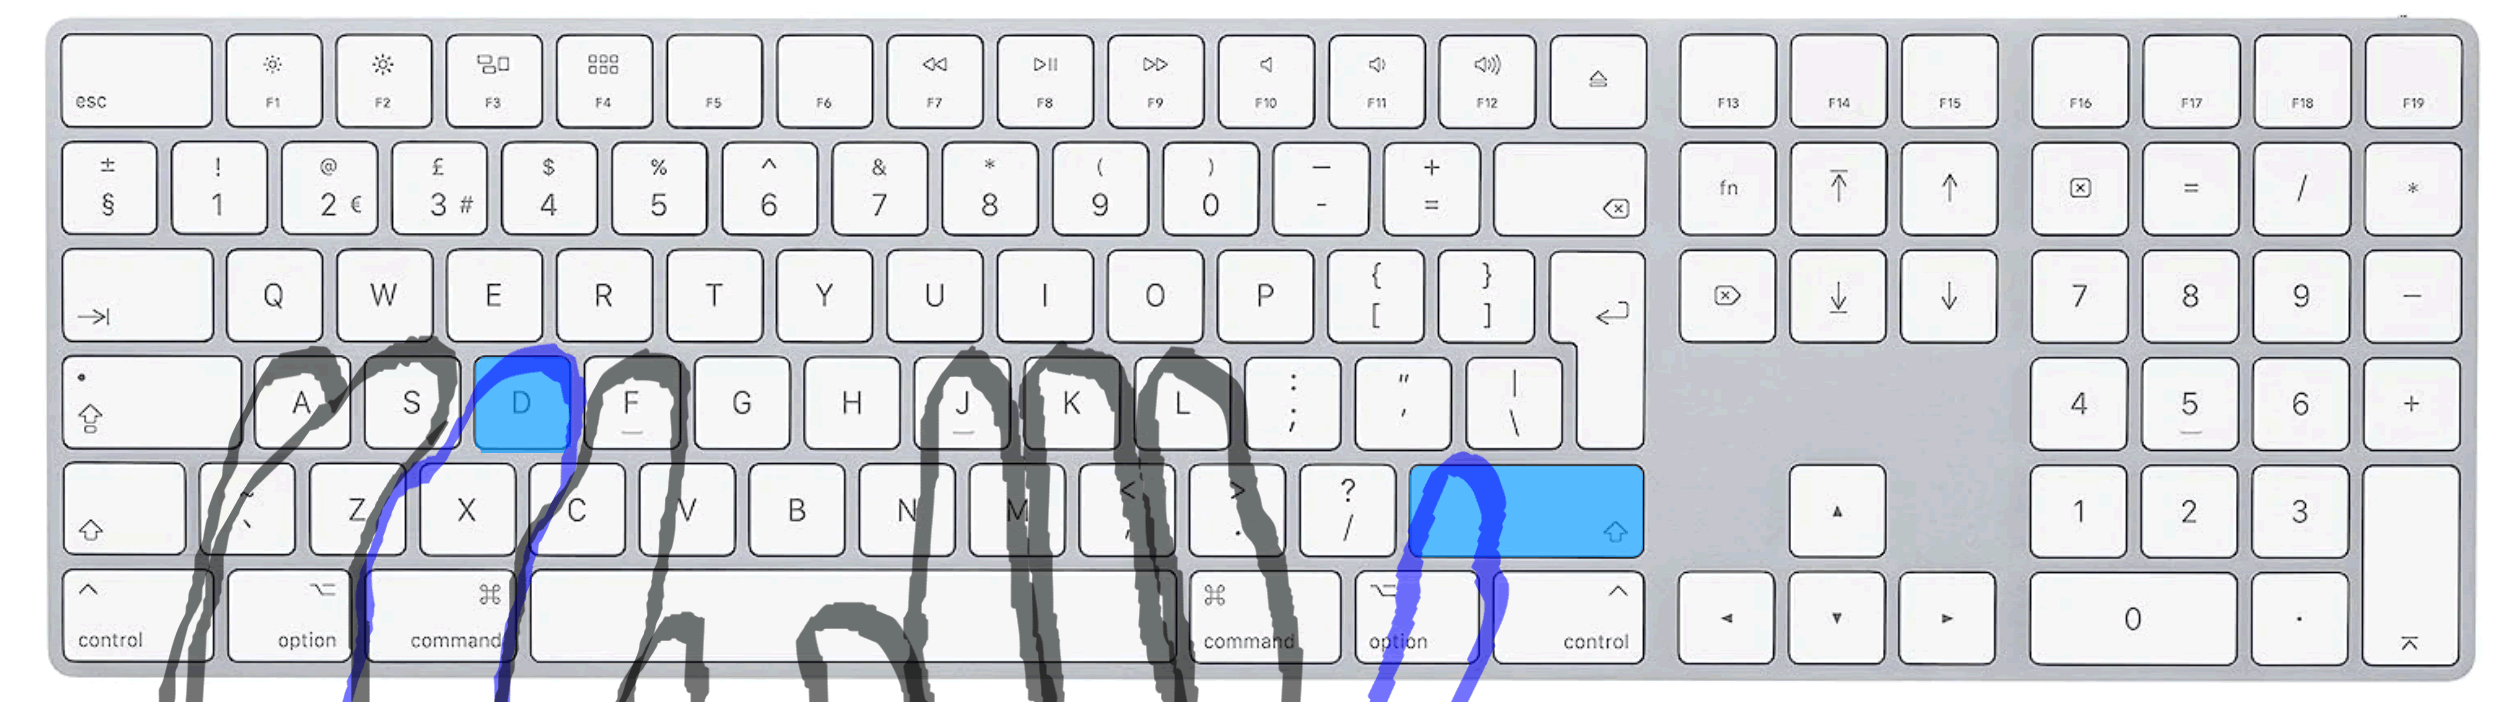 esc F1 F2 F3 F4 F5 F6 F7 F8 F9 F10 F11 F12 F13 F14 F15 F16 F17 F18 F19
± ! @ £ $ % ^ & * ( ) — +
§ 1 2 € 3 # 4 5 6 7 8 9 0 - = fn = / *
Q W E R T Y U I O P { [ } ] 7 8 9 —
A S D F G H J K L : ; " ' | \ 4 5 6 +
~ ` Z X C V B N M < , > . ? / 1 2 3
control option command command option control 0 .